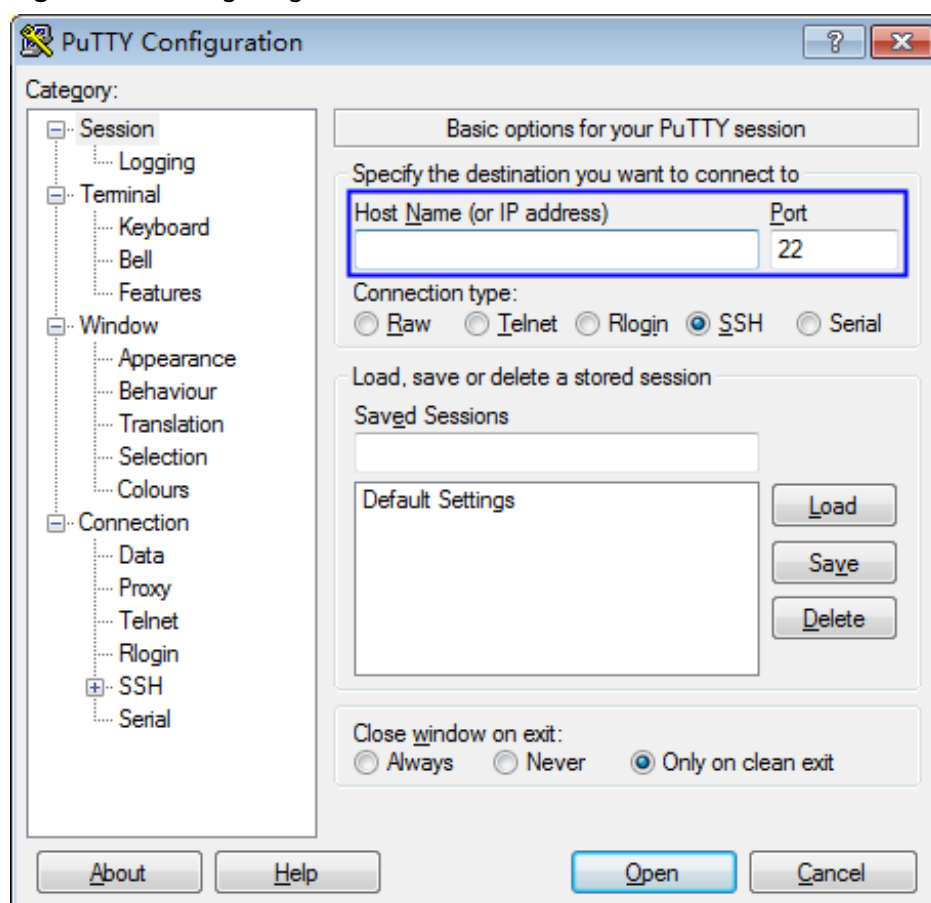 PuTTY Configuration
Category:
Session
Logging
Terminal
Keyboard
Bell
Features
Window
Appearance
Behaviour
Translation
Selection
Colours
Connection
Data
Proxy
Telnet
Rlogin
SSH
Serial
Basic options for your PuTTY session
Specify the destination you want to connect to
Host Name (or IP address) Port
22
Connection type:
Raw Telnet Rlogin SSH Serial
Load, save or delete a stored session
Saved Sessions
Default Settings
Load
Save
Delete
Close window on exit:
Always Never Only on clean exit
About Help Open Cancel